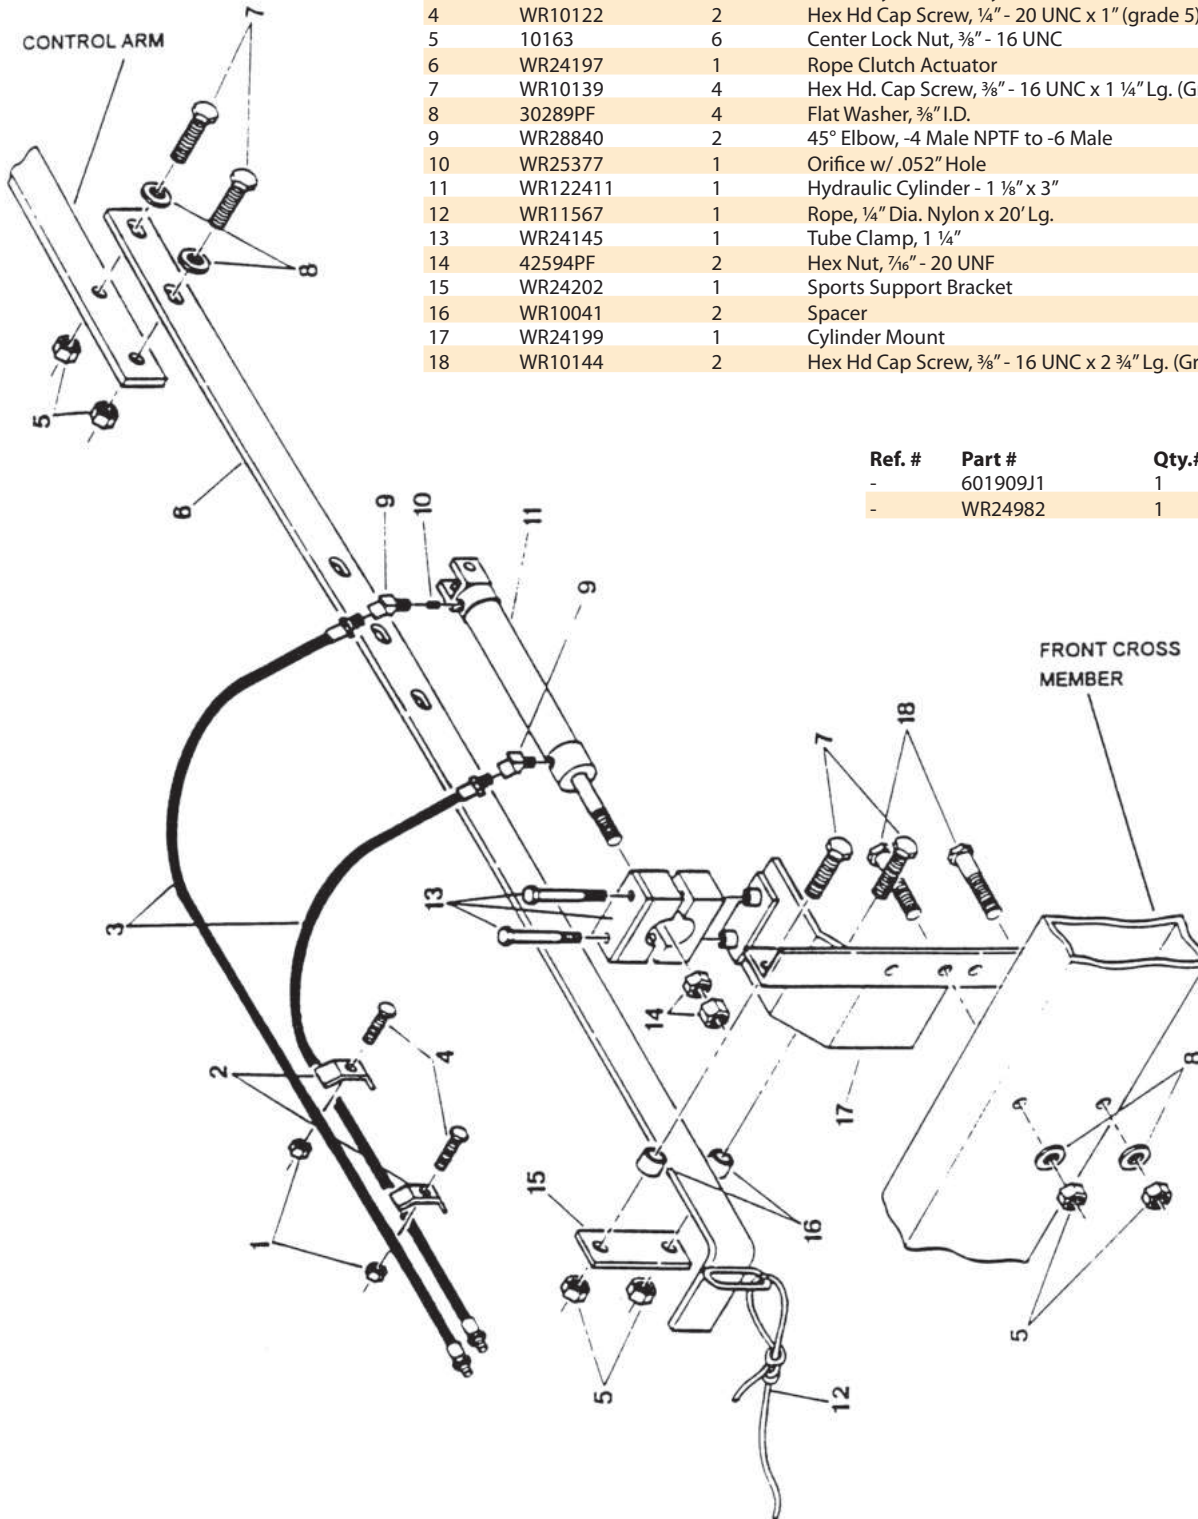 4 WR10122 2 Hex Hd Cap Screw, ¼” - 20 UNC x 1” (grade 5)
5 10163 6 Center Lock Nut, ⅜” - 16 UNC
6 WR24197 1 Rope Clutch Actuator
7 WR10139 4 Hex Hd. Cap Screw, ⅜” - 16 UNC x 1 ¼” Lg. (G
8 30289PF 4 Flat Washer, ⅜” I.D.
9 WR28840 2 45° Elbow, -4 Male NPTF to -6 Male
10 WR25377 1 Orifice w/ .052” Hole
11 WR122411 1 Hydraulic Cylinder - 1 ⅛” x 3”
12 WR11567 1 Rope, ¼” Dia. Nylon x 20’ Lg.
13 WR24145 1 Tube Clamp, 1 ¼”
14 42594PF 2 Hex Nut, ⁷⁄₁₆” - 20 UNF
15 WR24202 1 Sports Support Bracket
16 WR10041 2 Spacer
17 WR24199 1 Cylinder Mount
18 WR10144 2 Hex Hd Cap Screw, ⅜” - 16 UNC x 2 ¾” Lg. (Gr
Ref. # Part # Qty.#
- 601909J1 1
- WR24982 1
CONTROL ARM
7
8
5
6
9
10
11
9
3
FRONT CROSS
MEMBER
18
7
13
14
2
4
1
15
16
17
8
5
5
12